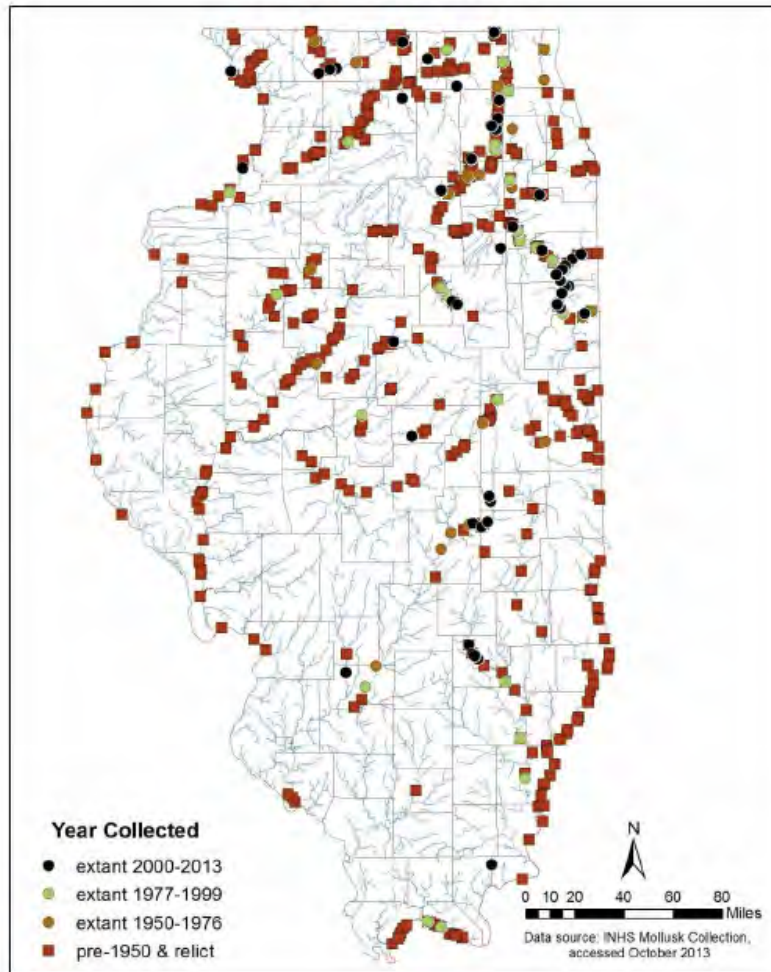 Year Collected
extant 2000-2013
extant 1977-1999
extant 1950-1976
pre-1950 & relict
N
0 10 20 40 60 80
Miles
Data source: INHS Mollusk Collection,
accessed October 2013